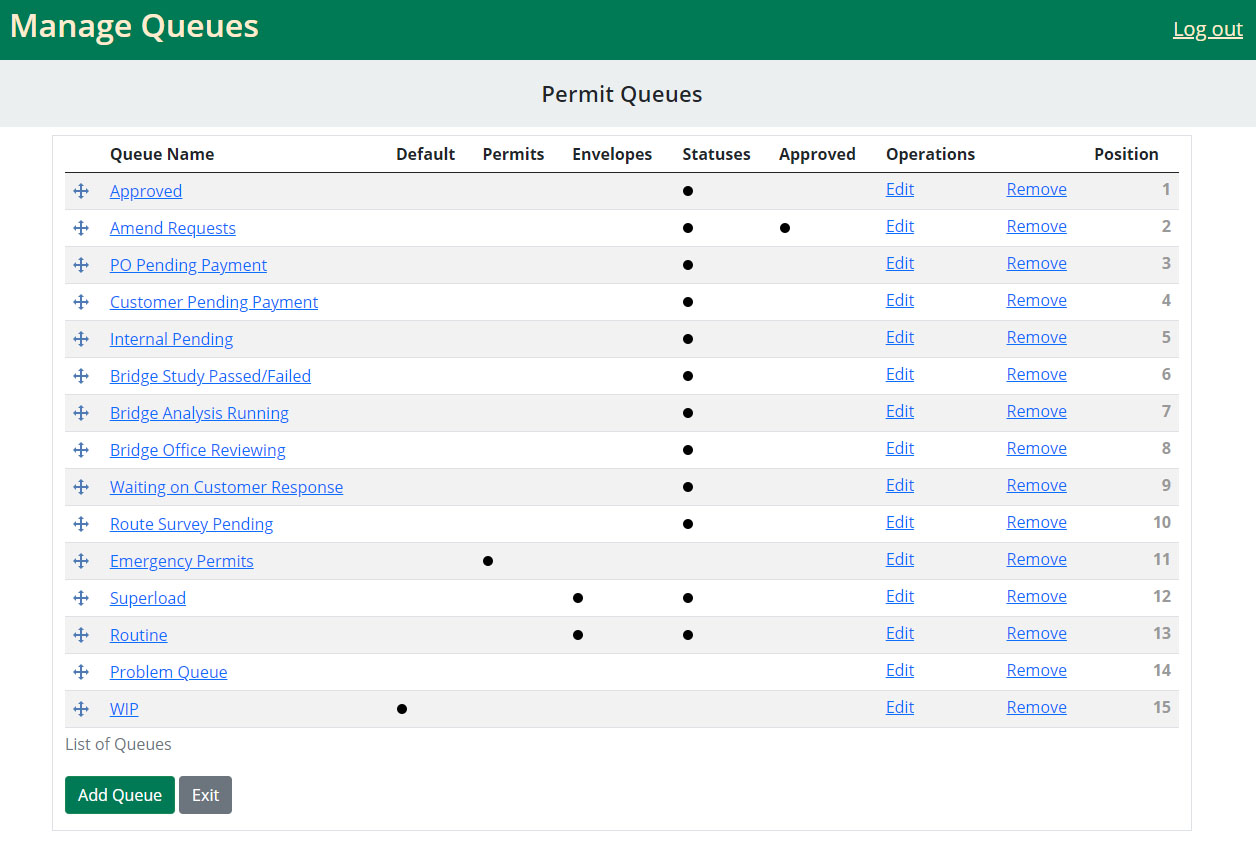 Manage Queues Log out
Permit Queues
Queue Name Default Permits Envelopes Statuses Approved Operations Position
Approved ● Edit Remove 1
Amend Requests ● ● Edit Remove 2
PO Pending Payment ● Edit Remove 3
Customer Pending Payment ● Edit Remove 4
Internal Pending ● Edit Remove 5
Bridge Study Passed/Failed ● Edit Remove 6
Bridge Analysis Running ● Edit Remove 7
Bridge Office Reviewing ● Edit Remove 8
Waiting on Customer Response ● Edit Remove 9
Route Survey Pending ● Edit Remove 10
Emergency Permits ● Edit Remove 11
Superload ● ● Edit Remove 12
Routine ● ● Edit Remove 13
Problem Queue Edit Remove 14
WIP ● Edit Remove 15
List of Queues
Add Queue Exit